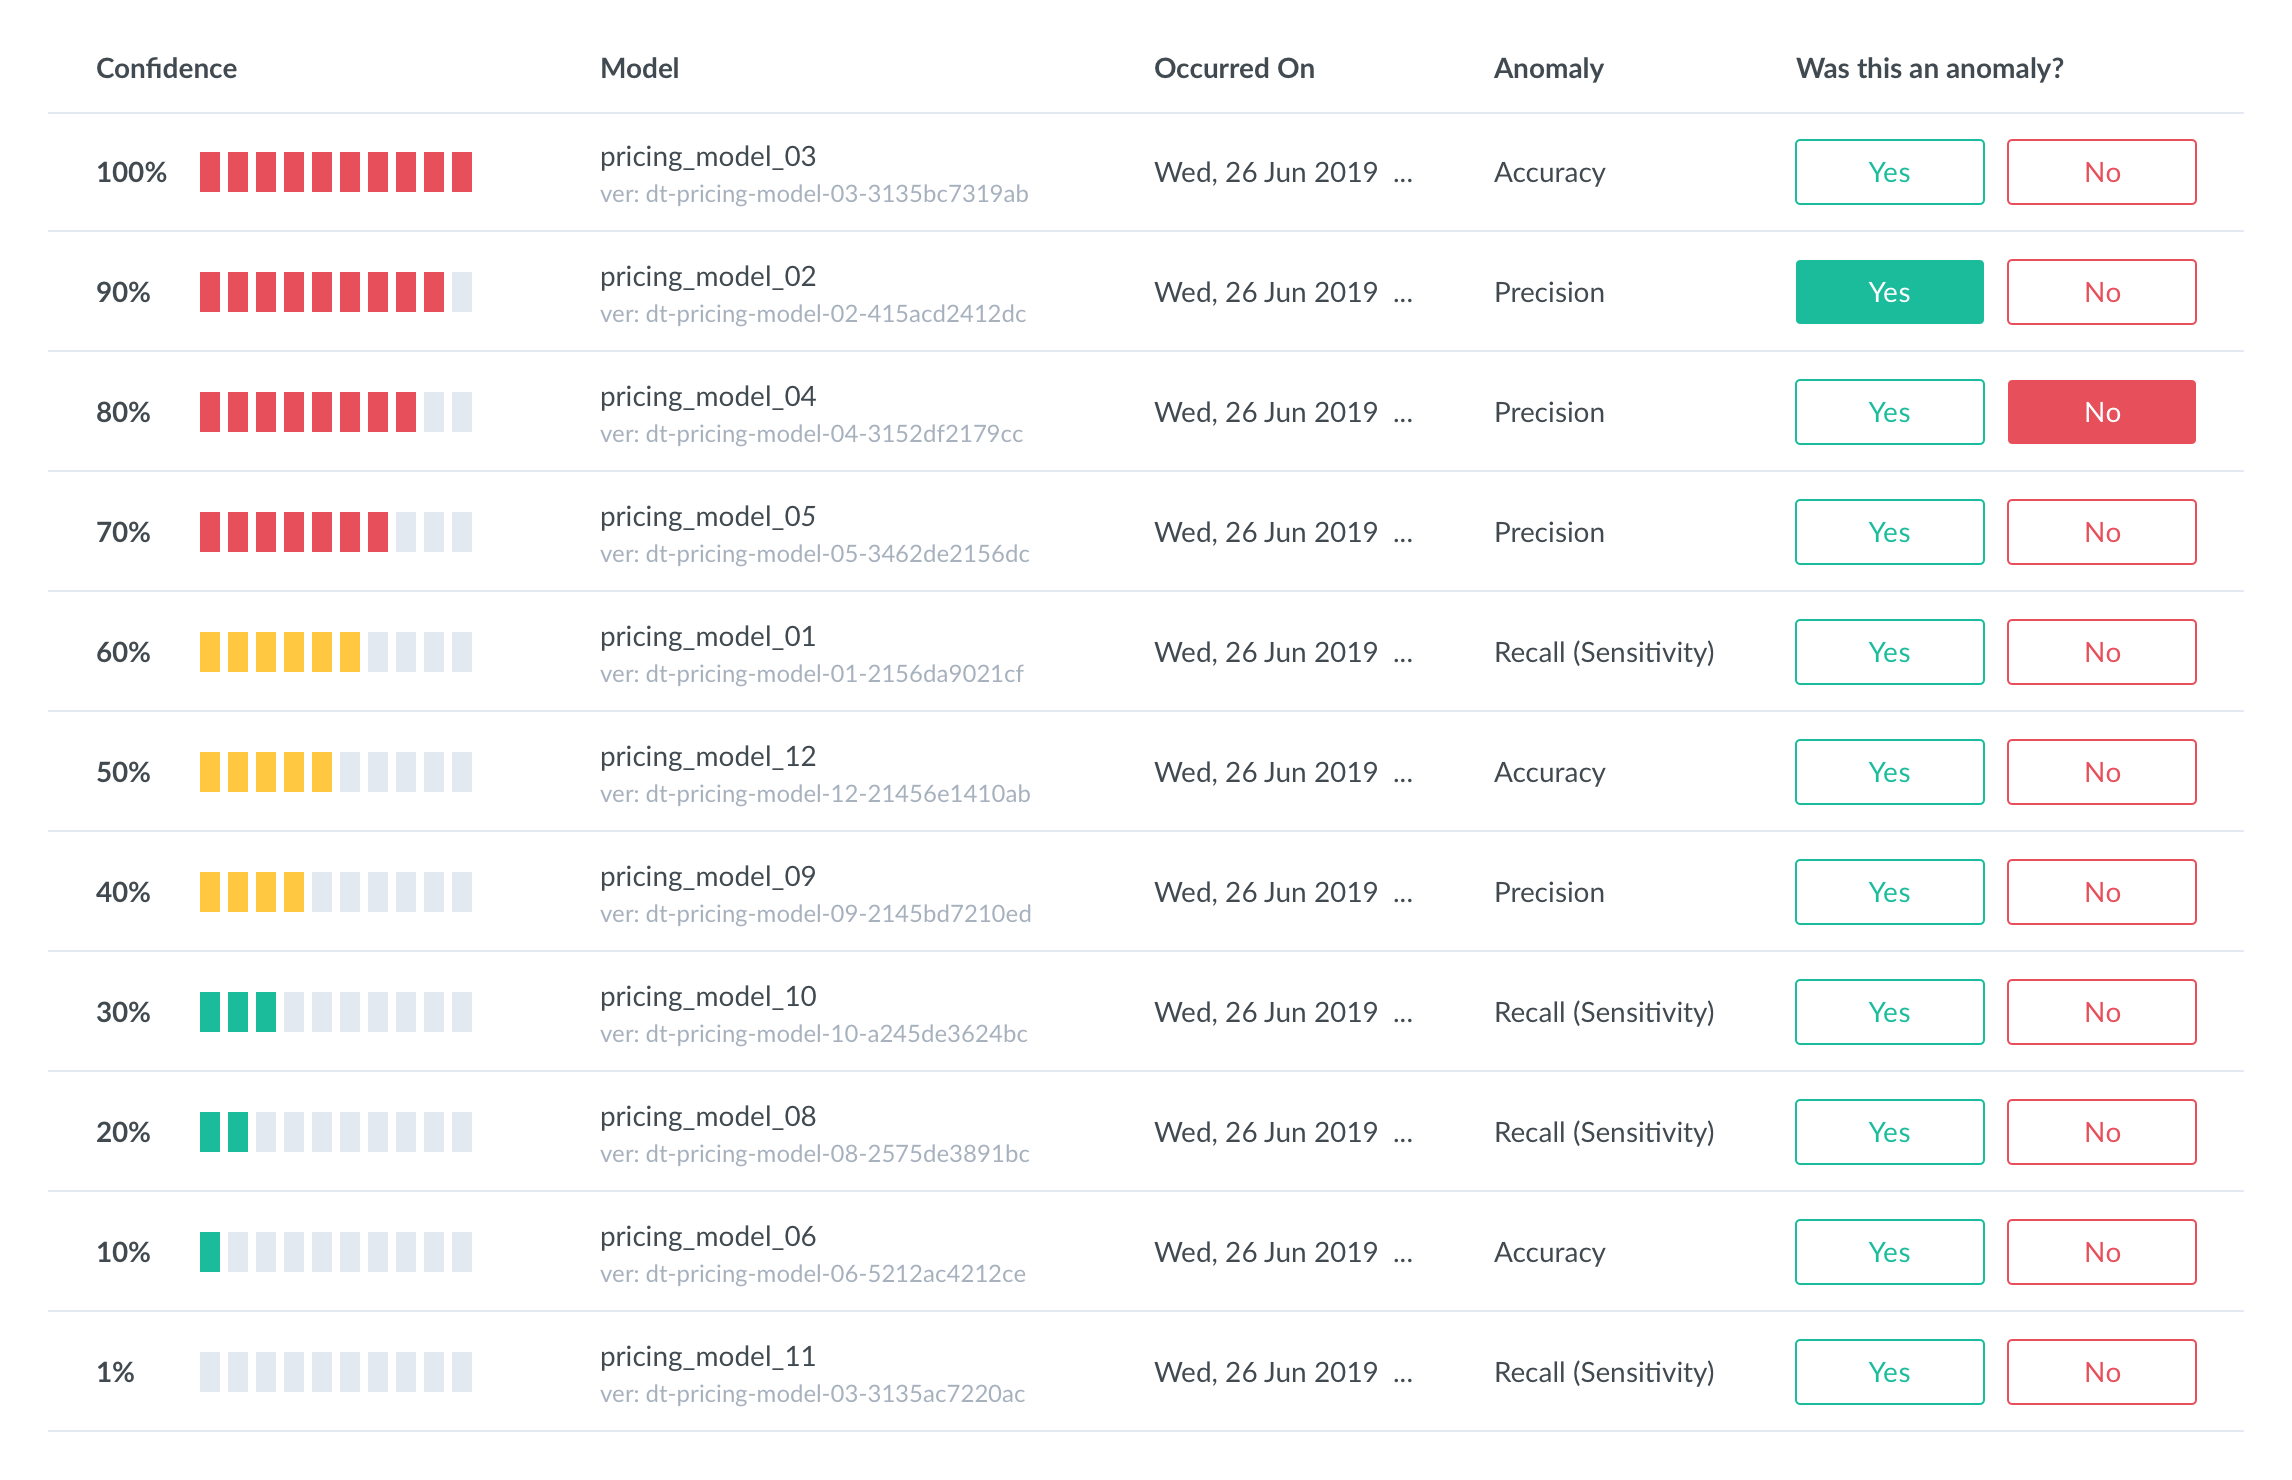 Confidence Model Occurred On Anomaly Was this an anomaly?
100% pricing_model_03 Wed, 26 Jun 2019 ... Accuracy Yes No
ver: dt-pricing-model-03-3135bc7319ab
90% pricing_model_02 Wed, 26 Jun 2019 ... Precision Yes No
ver: dt-pricing-model-02-415acd2412dc
80% pricing_model_04 Wed, 26 Jun 2019 ... Precision Yes No
ver: dt-pricing-model-04-3152df2179cc
70% pricing_model_05 Wed, 26 Jun 2019 ... Precision Yes No
ver: dt-pricing-model-05-3462de2156dc
60% pricing_model_01 Wed, 26 Jun 2019 ... Recall (Sensitivity) Yes No
ver: dt-pricing-model-01-2156da9021cf
50% pricing_model_12 Wed, 26 Jun 2019 ... Accuracy Yes No
ver: dt-pricing-model-12-21456e1410ab
40% pricing_model_09 Wed, 26 Jun 2019 ... Precision Yes No
ver: dt-pricing-model-09-2145bd7210ed
30% pricing_model_10 Wed, 26 Jun 2019 ... Recall (Sensitivity) Yes No
ver: dt-pricing-model-10-a245de3624bc
20% pricing_model_08 Wed, 26 Jun 2019 ... Recall (Sensitivity) Yes No
ver: dt-pricing-model-08-2575de3891bc
10% pricing_model_06 Wed, 26 Jun 2019 ... Accuracy Yes No
ver: dt-pricing-model-06-5212ac4212ce
1% pricing_model_11 Wed, 26 Jun 2019 ... Recall (Sensitivity) Yes No
ver: dt-pricing-model-03-3135ac7220ac